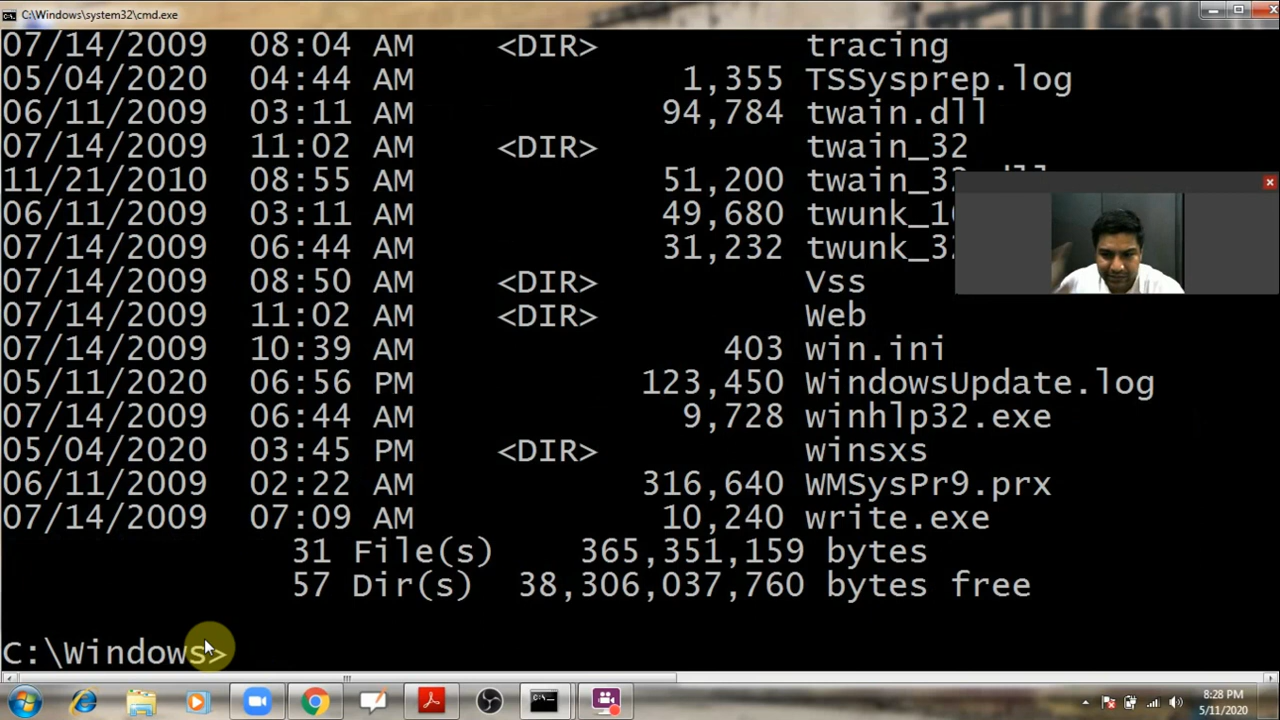 C:\Windows\system32\cmd.exe
07/14/2009 08:04 AM <DIR> tracing
05/04/2020 04:44 AM 1,355 TSSysprep.log
06/11/2009 03:11 AM 94,784 twain.dll
07/14/2009 11:02 AM <DIR> twain_32
11/21/2010 08:55 AM 51,200
06/11/2009 03:11 AM 49,680
07/14/2009 06:44 AM 31,232
07/14/2009 08:50 AM <DIR> Vss
07/14/2009 11:02 AM <DIR> Web
07/14/2009 10:39 AM 403 win.ini
05/11/2020 06:56 PM 123,450 WindowsUpdate.log
07/14/2009 06:44 AM 9,728 winhlp32.exe
05/04/2020 03:45 PM <DIR> winsxs
06/11/2009 02:22 AM 316,640 WMSysPr9.prx
07/14/2009 07:09 AM 10,240 write.exe
31 File(s) 365,351,159 bytes
57 Dir(s) 38,306,037,760 bytes free
C:\Windows>
8:28 PM
5/11/2020